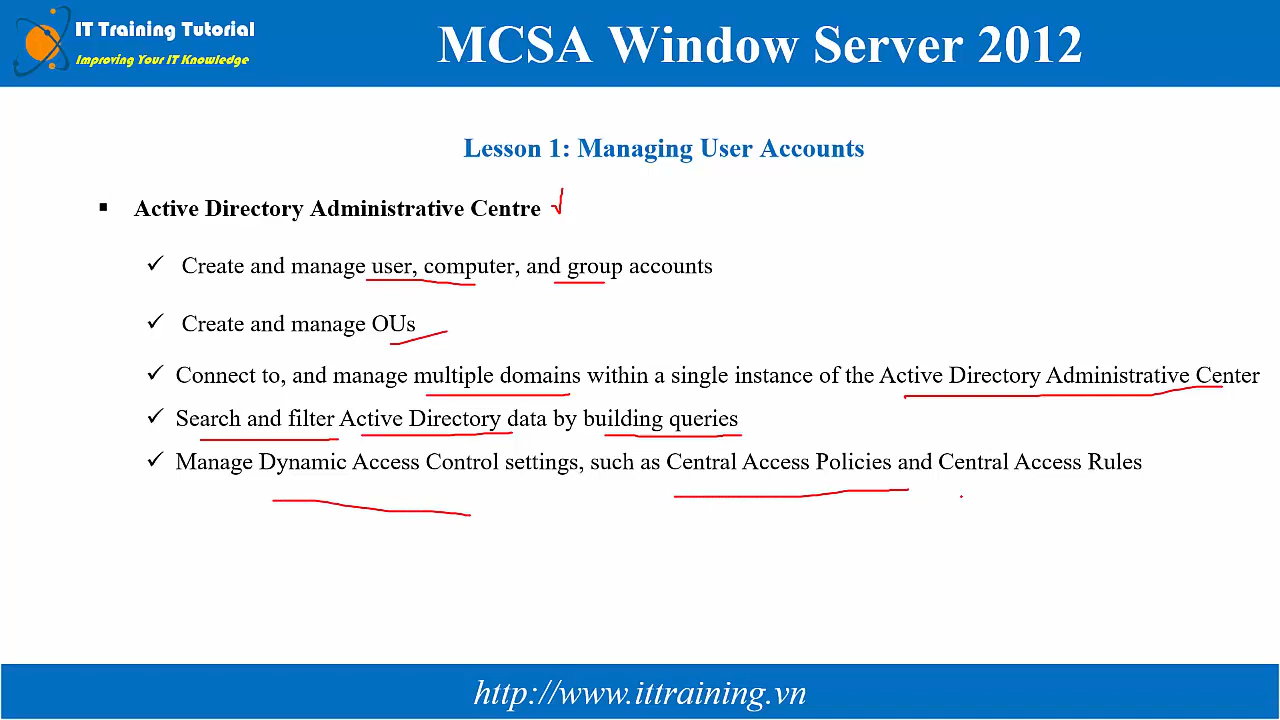 IT Training Tutorial
Improving Your IT Knowledge
MCSA Window Server 2012
Lesson 1: Managing User Accounts
▪ Active Directory Administrative Centre
✓ Create and manage user, computer, and group accounts
✓ Create and manage OUs
✓ Connect to, and manage multiple domains within a single instance of the Active Directory Administrative Center
✓ Search and filter Active Directory data by building queries
✓ Manage Dynamic Access Control settings, such as Central Access Policies and Central Access Rules
http://www.ittraining.vn